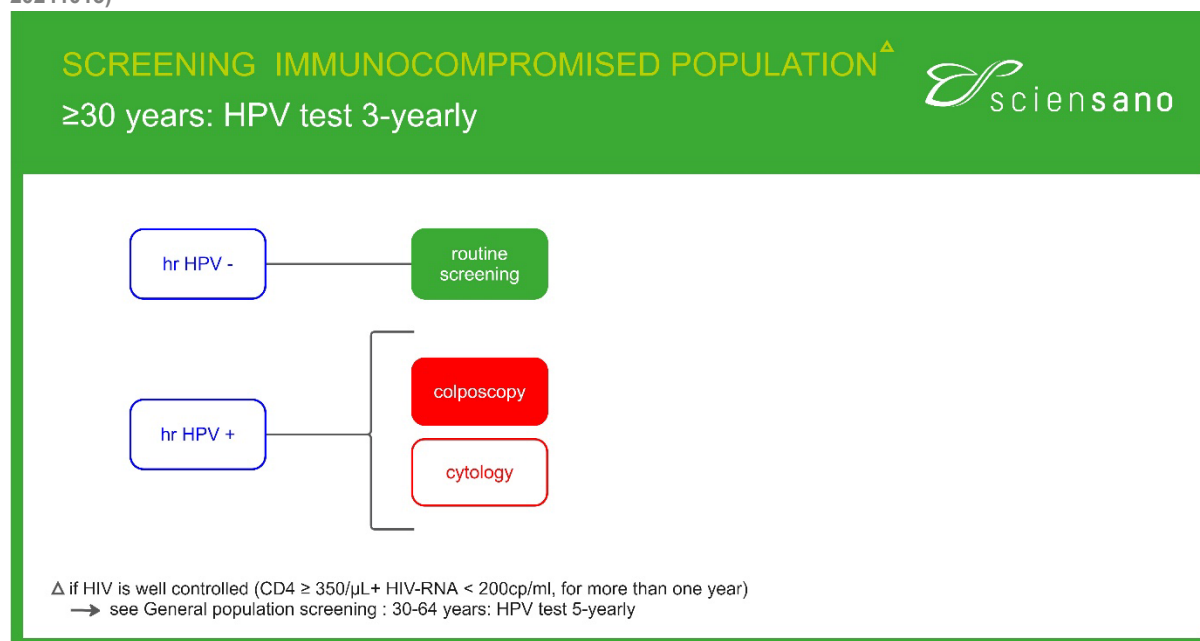 SCREENING IMMUNOCOMPROMISED POPULATION Δ
≥30 years: HPV test 3-yearly
sciensano
hr HPV -
routine
screening
colposcopy
hr HPV +
cytology
Δ if HIV is well controlled (CD4 ≥ 350/µL+ HIV-RNA < 200cp/ml, for more than one year)
→ see General population screening : 30-64 years: HPV test 5-yearly